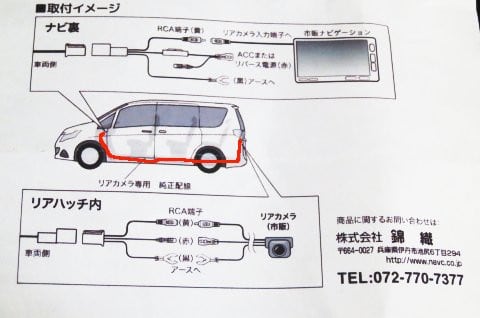 ■取付イメージ
ナビ裏
RCA端子(黄)
リアカメラ入力端子へ
市販ナビゲーション
ACCまたは
リバース電源(赤)
車両側
(黒)アースへ
リアカメラ専用 純正配線
リアハッチ内
RCA端子
(黄)
(赤)
(黒)
アースへ
車両側
リアカメラ
(市販)
商品に関するお問い合わせは
株式会社 錦織
〒664-0027 兵庫県伊丹市池尻6丁目294
http://www.navc.co.jp
TEL:072-770-7377